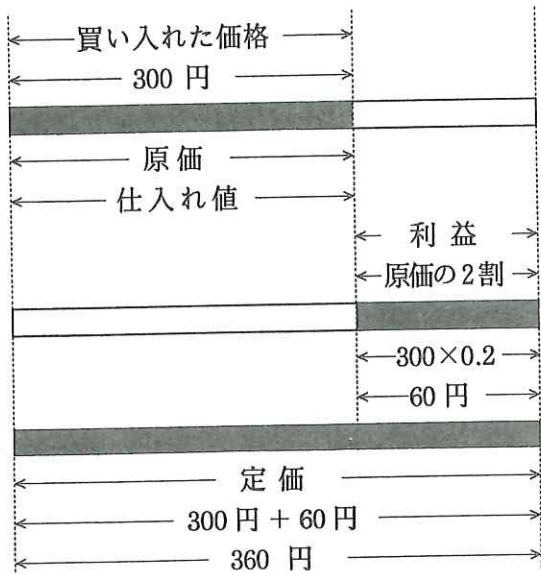 買い入れた価格
300 円
原価
仕入れ値
利益
原価の2割
300×0.2
60 円
定価
300 円 + 60 円
360 円